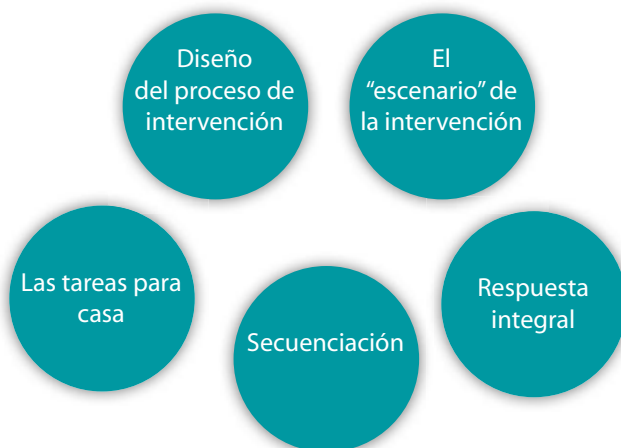 Diseño
del proceso de
intervención
El
“escenario” de
la intervención
Las tareas para
casa
Secuenciación
Respuesta
integral